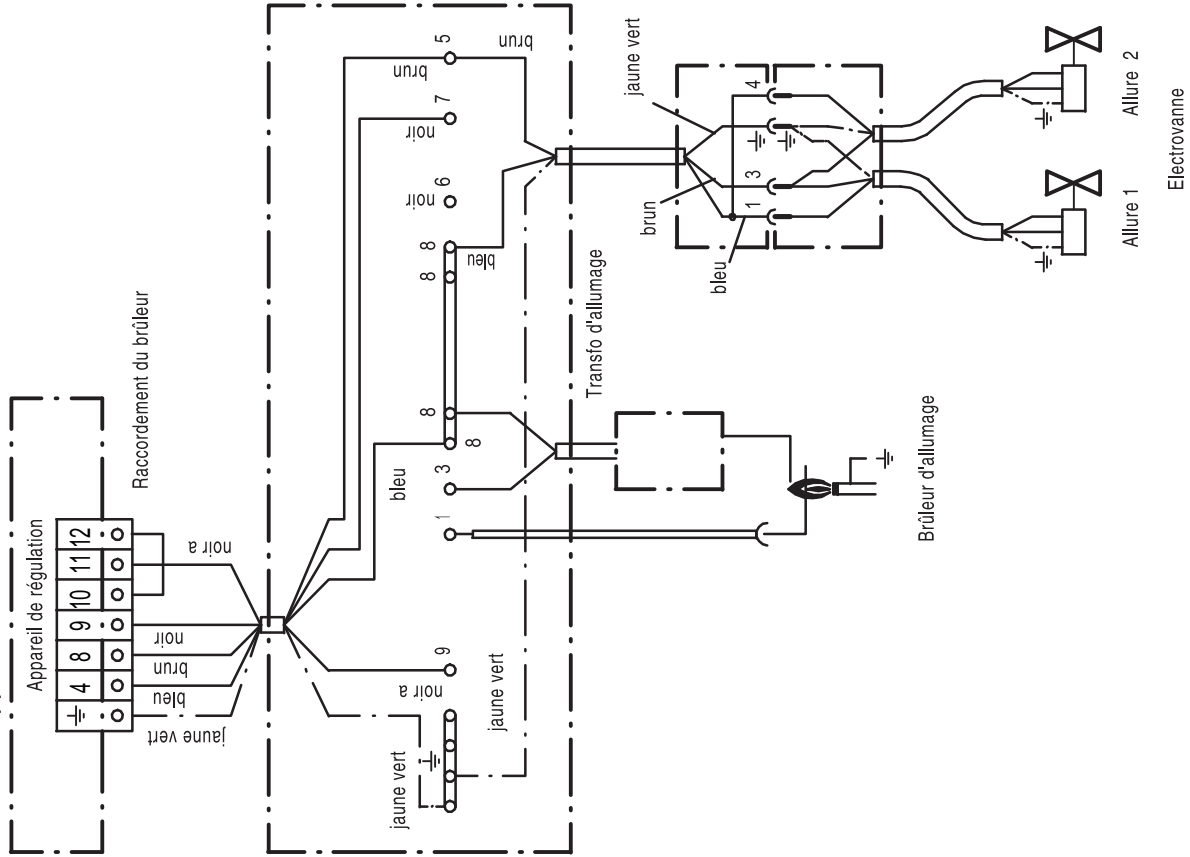 Appareil de régulation
4
8
9
10
11
12
Raccordement du brûleur
jaune vert
bleu
brun
noir
noir a
jaune vert
noir a
9
jaune vert
1
3
bleu
8
8
8
8
bleu
6
noir
7
noir
5
brun
brun
Transfo d'allumage
Brûleur d'allumage
bleu
brun
jaune vert
1
3
4
Allure 1
Allure 2
Electrovanne